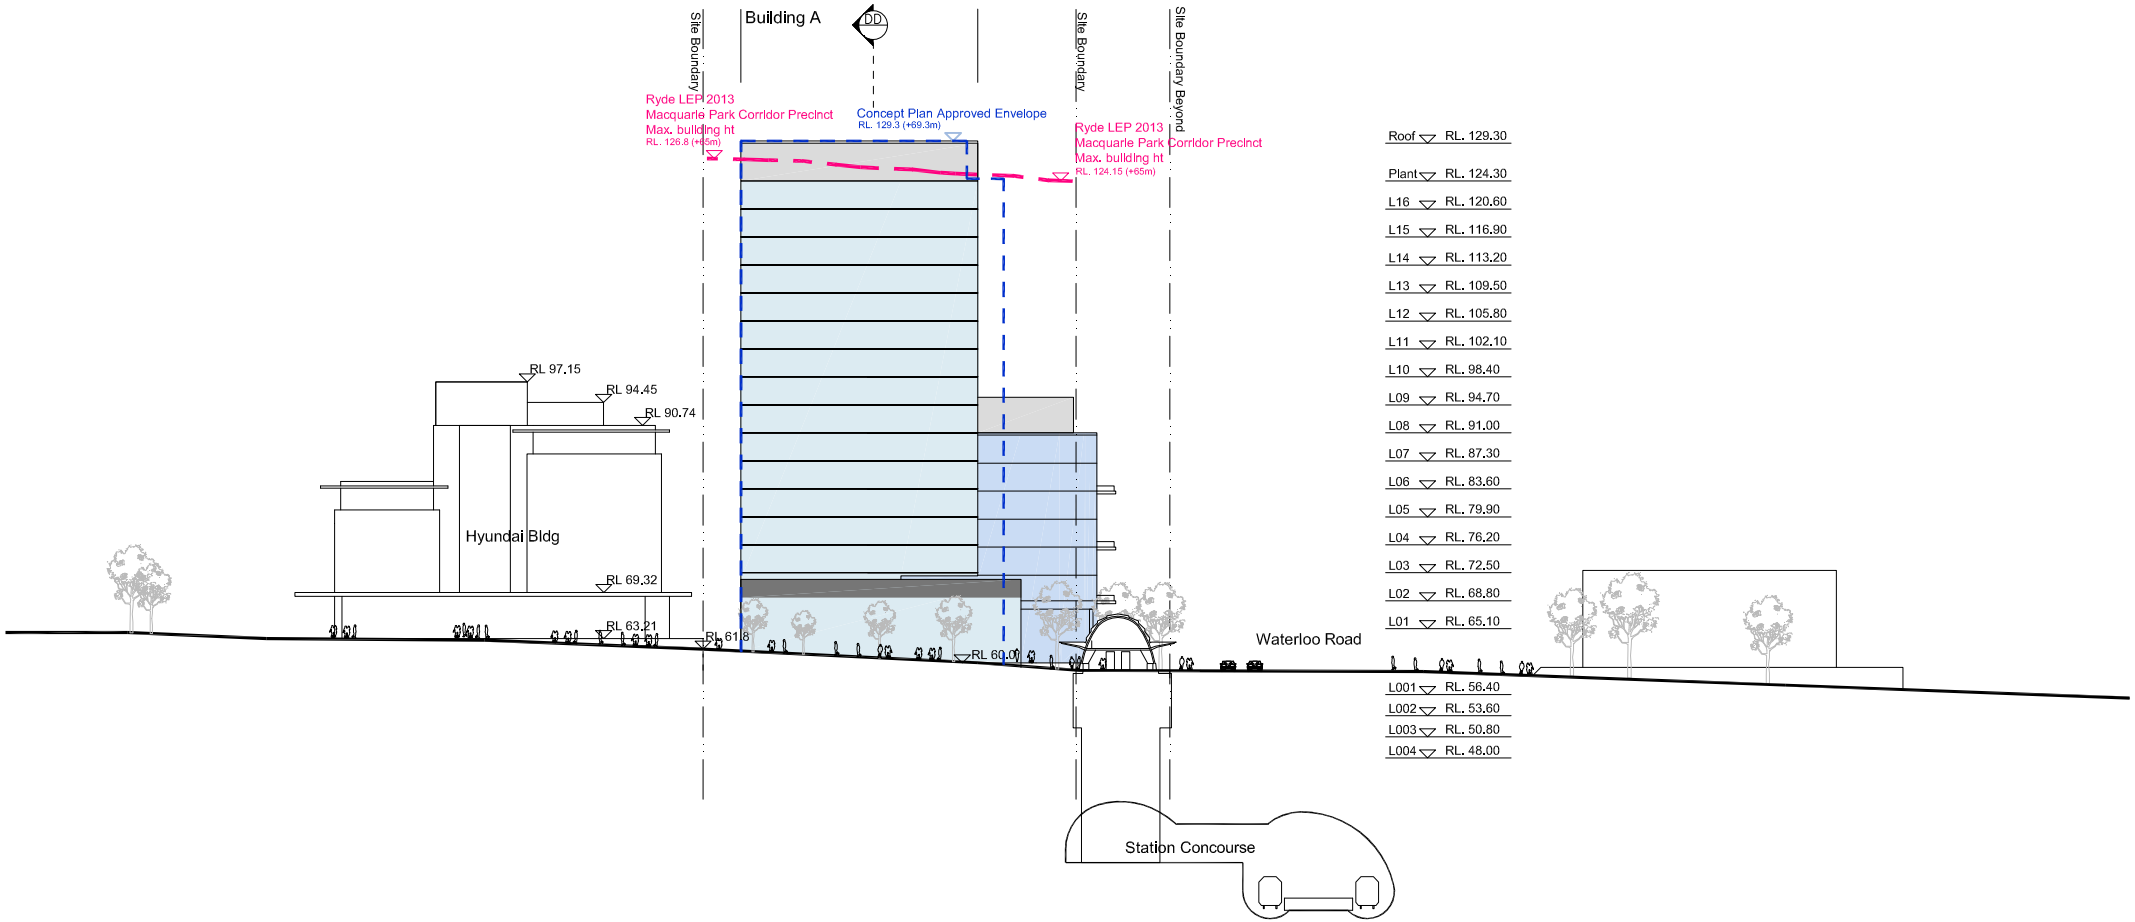 Site Boundary
Building A
DD
Site Boundary
Site Boundary Beyond
Ryde LEP 2013
Macquarie Park Corridor Precinct
Max. building ht
RL. 126.8 (+65m)
Concept Plan Approved Envelope
RL. 129.3 (+69.3m)
Ryde LEP 2013
Macquarie Park Corridor Precinct
Max. building ht
RL. 124.15 (+65m)
Roof RL. 129.30
Plant RL. 124.30
L16 RL. 120.60
L15 RL. 116.90
L14 RL. 113.20
L13 RL. 109.50
L12 RL. 105.80
L11 RL. 102.10
L10 RL. 98.40
L09 RL. 94.70
L08 RL. 91.00
L07 RL. 87.30
L06 RL. 83.60
L05 RL. 79.90
L04 RL. 76.20
L03 RL. 72.50
L02 RL. 68.80
L01 RL. 65.10
L001 RL. 56.40
L002 RL. 53.60
L003 RL. 50.80
L004 RL. 48.00
RL 97.15
RL 94.45
RL 90.74
Hyundai Bldg
RL 69.32
RL 63.21
RL 61.8
RL 60.0
Waterloo Road
Station Concourse